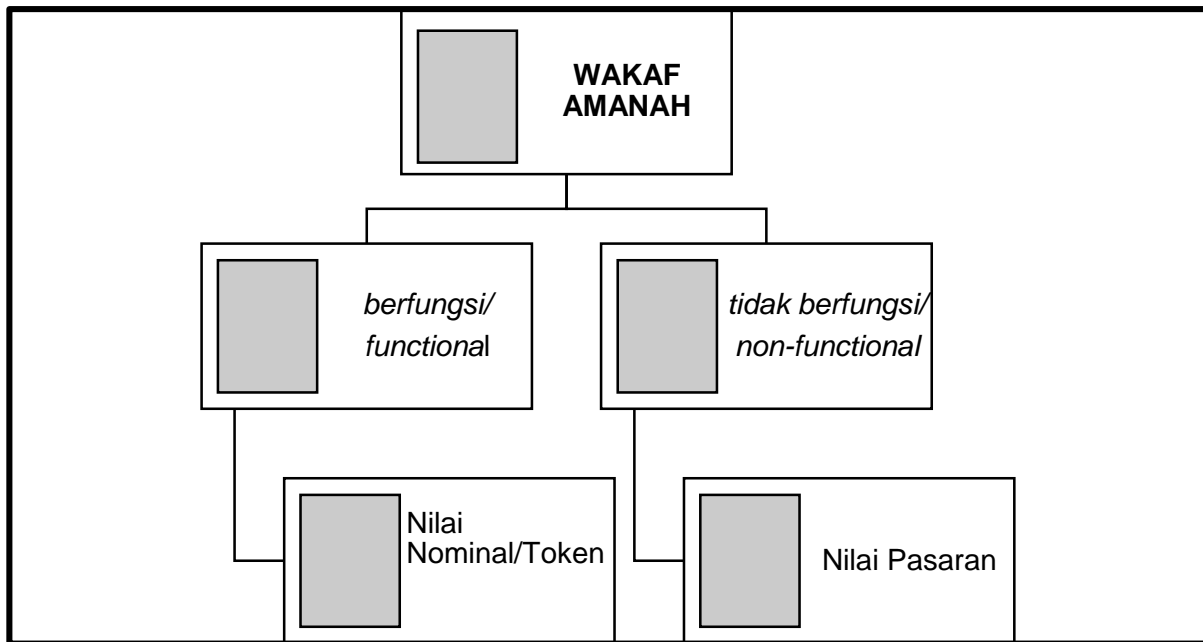 WAKAF
AMANAH
berfungsi/
functional
tidak berfungsi/
non-functional
Nilai
Nominal/Token
Nilai Pasaran